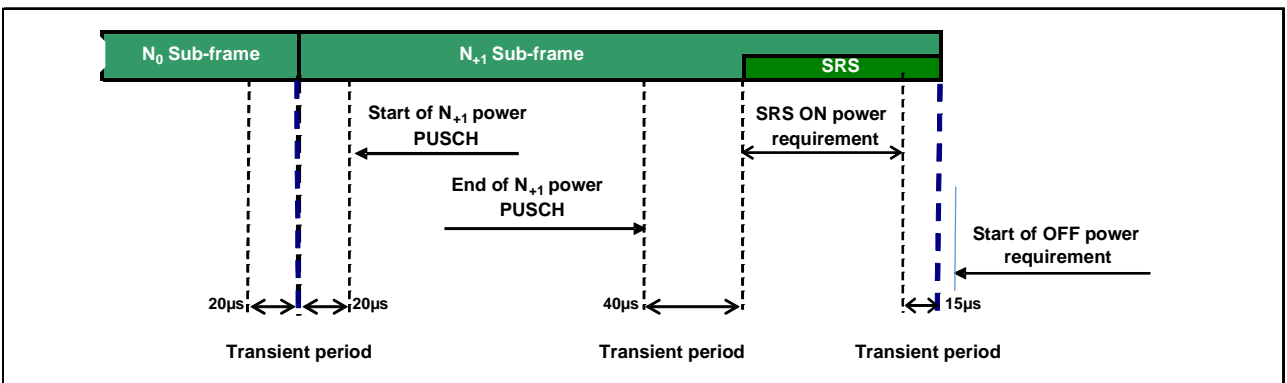 N0 Sub-frame
N+1 Sub-frame
SRS
Start of N+1 power
PUSCH
SRS ON power
requirement
End of N+1 power
PUSCH
Start of OFF power
requirement
20µs
20µs
40µs
15µs
Transient period
Transient period
Transient period